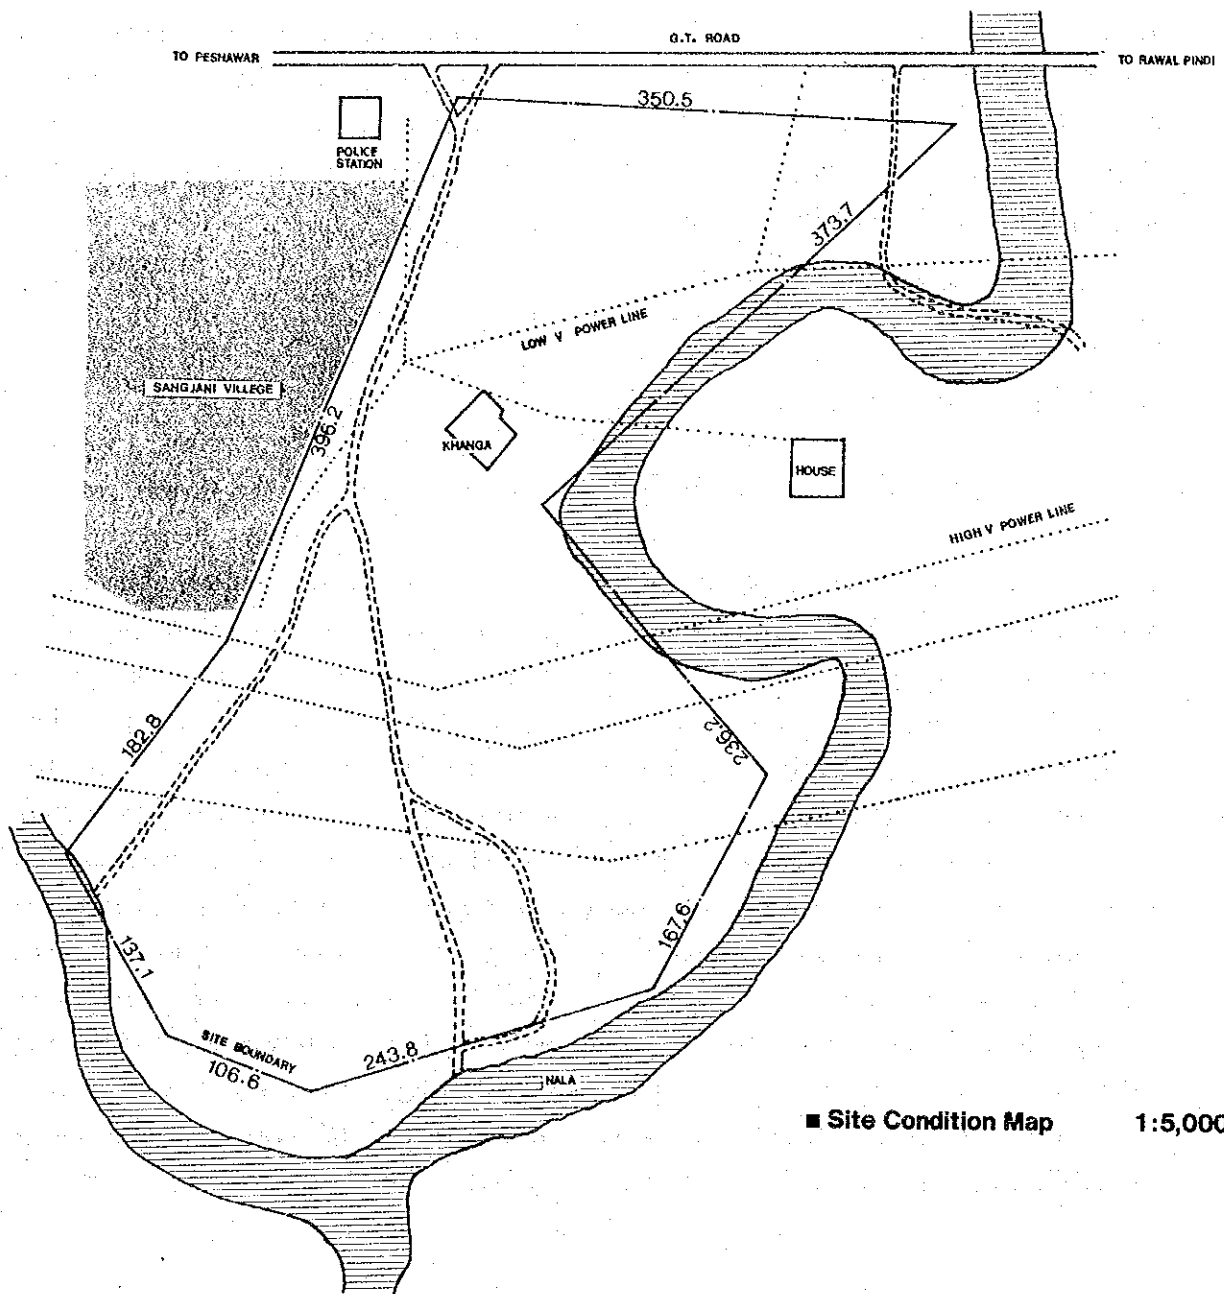 G.T. ROAD
TO PESHAWAR
TO RAWAL PINDI
350.5
POLICE
STATION
373.7
LOW V POWER LINE
SANGJANI VILLEGE
396.2
KHANGA
HOUSE
HIGH V POWER LINE
182.8
236.2
167.6
137.1
SITE BOUNDARY
106.6
243.8
NALA
■ Site Condition Map 1:5,000